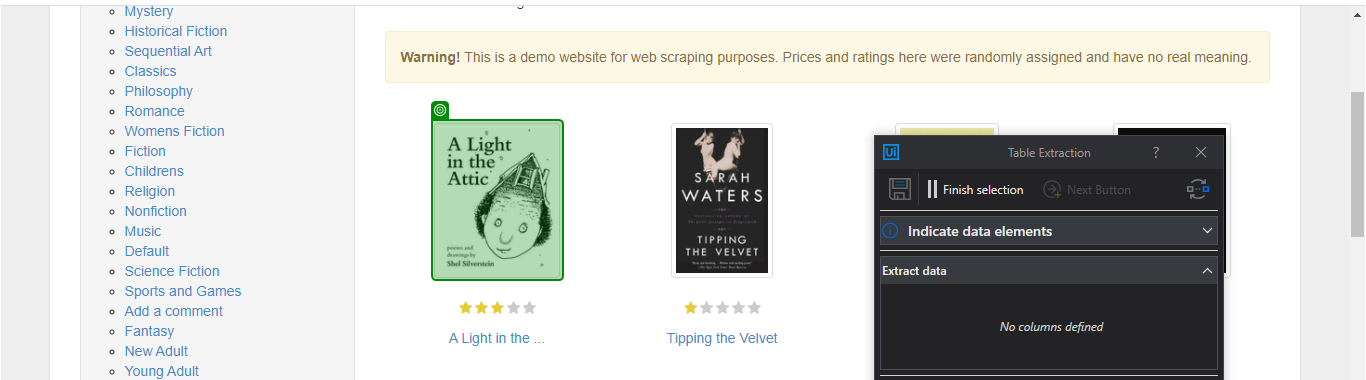 Mystery
Historical Fiction
Sequential Art
Classics
Philosophy
Romance
Womens Fiction
Fiction
Childrens
Religion
Nonfiction
Music
Default
Science Fiction
Sports and Games
Add a comment
Fantasy
New Adult
Young Adult
Warning! This is a demo website for web scraping purposes. Prices and ratings here were randomly assigned and have no real meaning.
A Light
in the
Attic
poems and
drawings by
Shel Silverstein
A Light in the ...
SARAH
WATERS
TIPPING
THE VELVET
Tipping the Velvet
Ui Table Extraction ?
Finish selection Next Button
Indicate data elements
Extract data
No columns defined